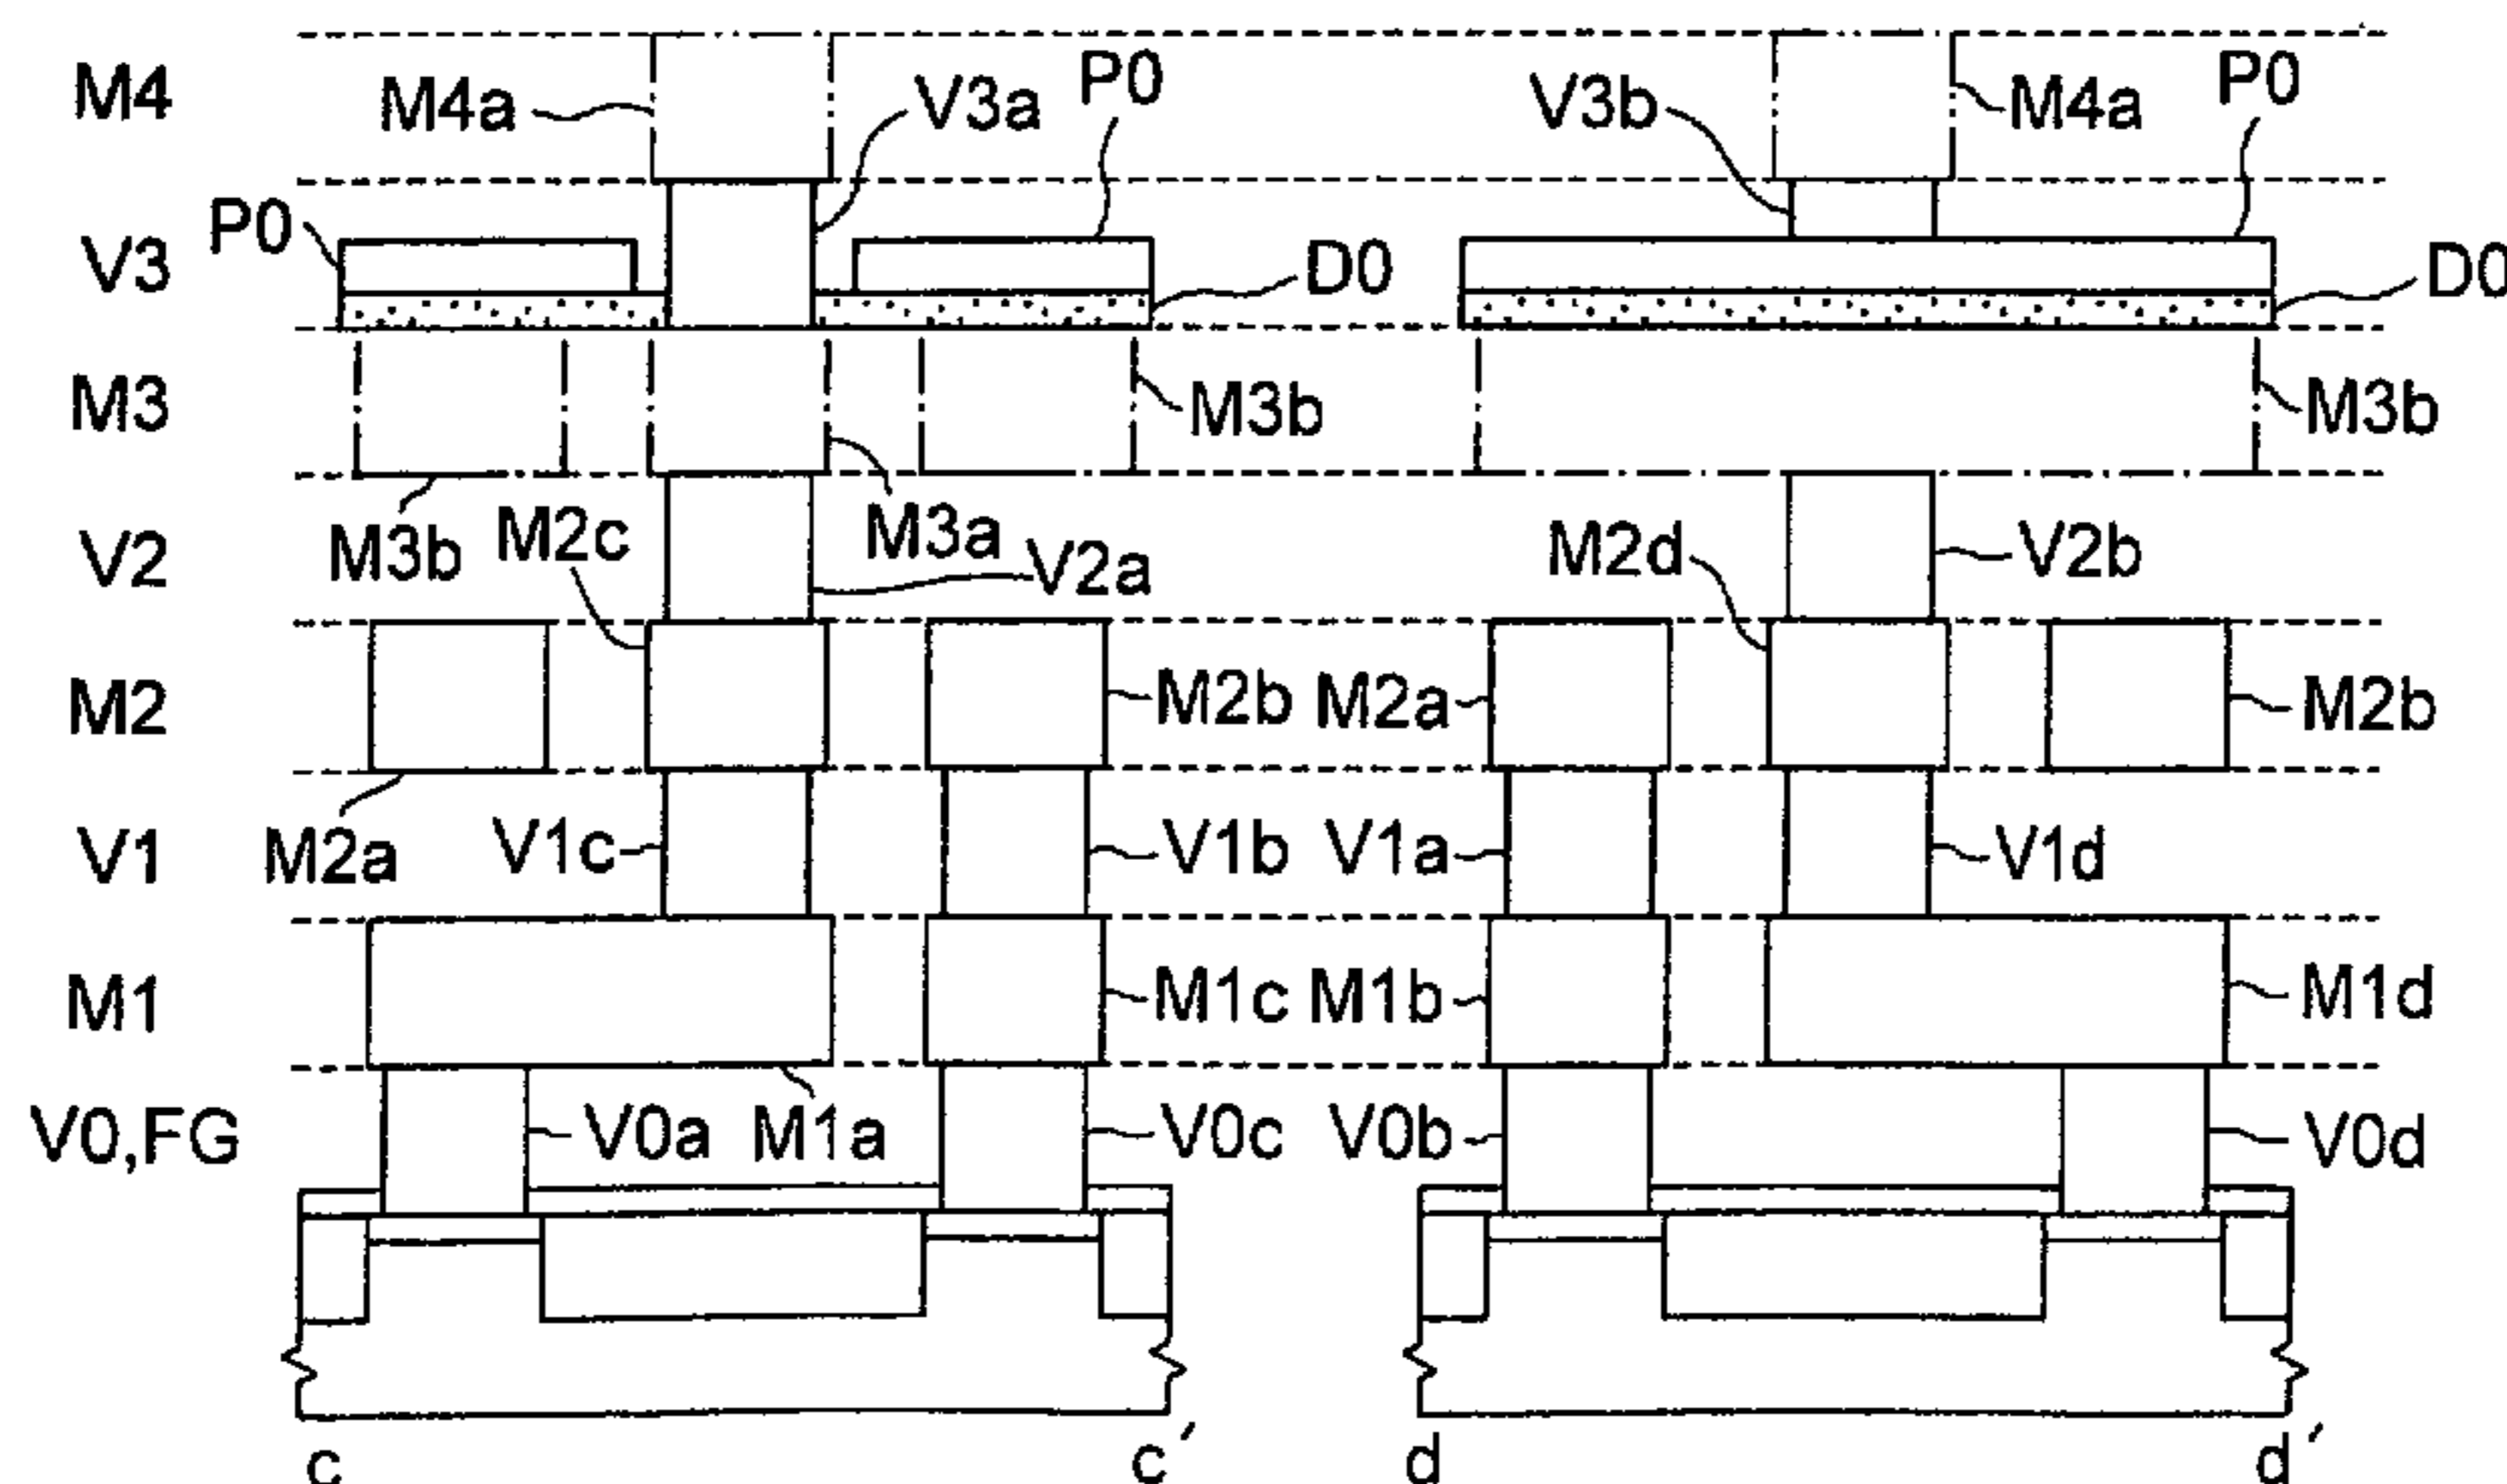 M4
M4a
V3a
P0
V3b
M4a
P0
V3
P0
D0
D0
M3
M3b
M3b
V2
M3b
M2c
M3a
V2a
M2d
V2b
M2
M2b
M2a
M2b
V1
M2a
V1c
V1b
V1a
V1d
M1
M1c
M1b
M1d
V0,FG
V0a
M1a
V0c
V0b
V0d
c
c′
d
d′